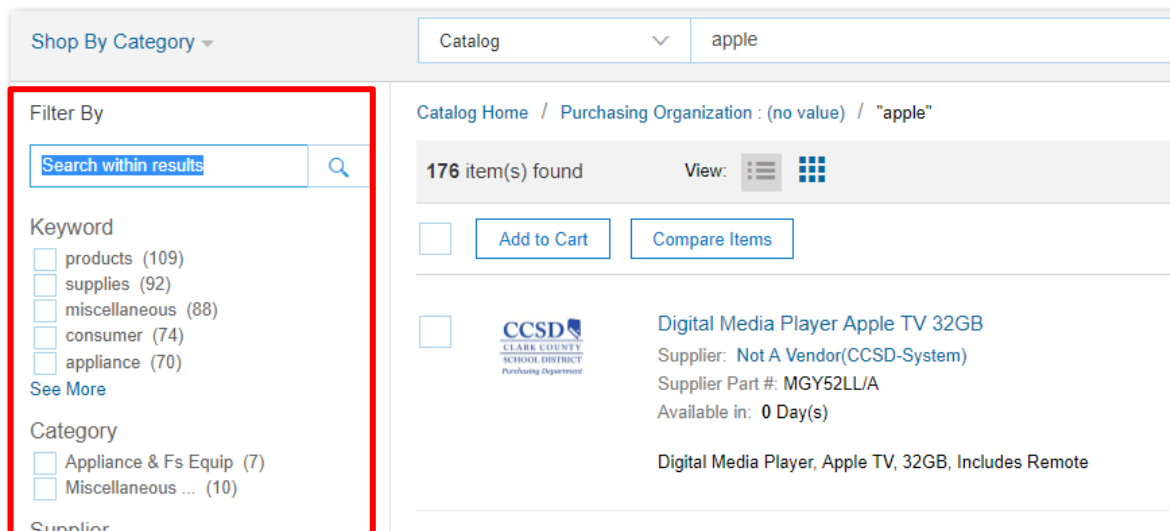 Shop By Category
Catalog
apple
Filter By
Search within results
Keyword
products (109)
supplies (92)
miscellaneous (88)
consumer (74)
appliance (70)
See More
Category
Appliance & Fs Equip (7)
Miscellaneous ... (10)
Supplier
Catalog Home / Purchasing Organization : (no value) / "apple"
176 item(s) found
View:
Add to Cart
Compare Items
CCSD
CLARK COUNTY
SCHOOL DISTRICT
Purchasing Department
Digital Media Player Apple TV 32GB
Supplier: Not A Vendor(CCSD-System)
Supplier Part #: MGY52LL/A
Available in: 0 Day(s)
Digital Media Player, Apple TV, 32GB, Includes Remote